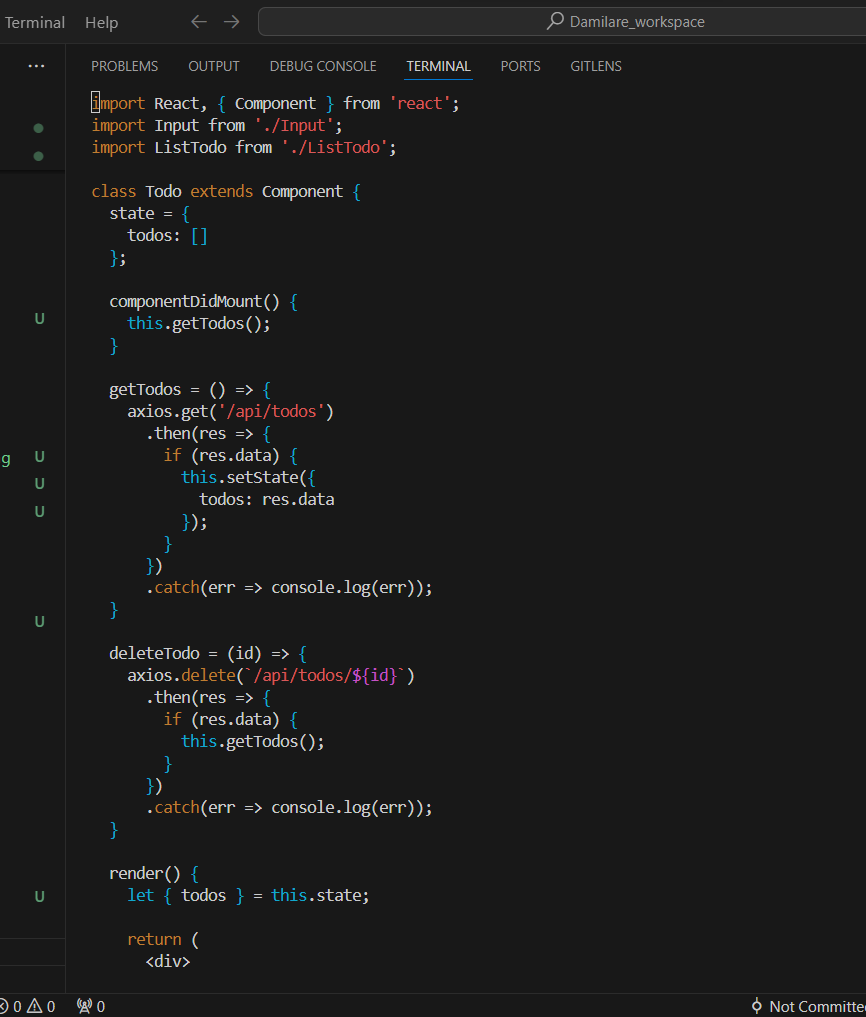 Terminal Help Damilare_workspace
... PROBLEMS OUTPUT DEBUG CONSOLE TERMINAL PORTS GITLENS
import React, { Component } from 'react';
import Input from './Input';
import ListTodo from './ListTodo';
class Todo extends Component {
state = {
todos: []
};
componentDidMount() {
U
this.getTodos();
}
getTodos = () => {
axios.get('/api/todos')
.then(res => {
g U
if (res.data) {
U
this.setState({
todos: res.data
U
});
}
})
.catch(err => console.log(err));
}
U
deleteTodo = (id) => {
axios.delete(`/api/todos/${id}`)
.then(res => {
if (res.data) {
this.getTodos();
}
})
.catch(err => console.log(err));
}
render() {
U
let { todos } = this.state;
return (
<div>
0 0 0 Not Committe